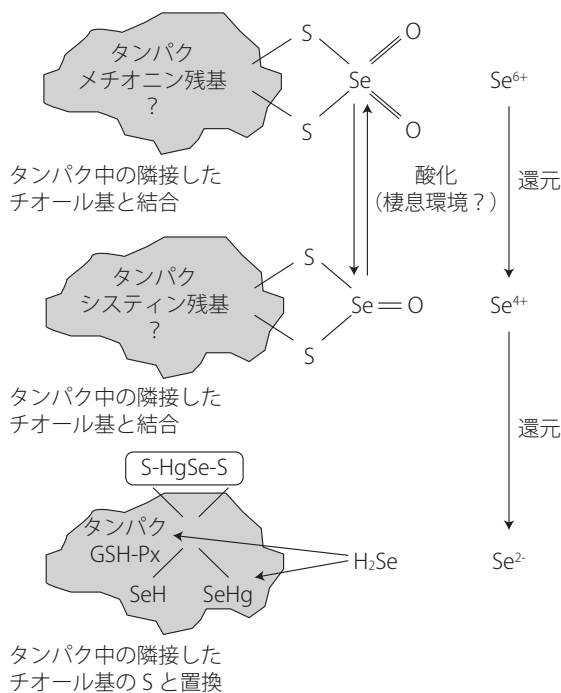 S
O
タンパク
メチオニン残基
?
Se
Se6+
S
O
タンパク中の隣接した
チオール基と結合
酸化
(棲息環境?)
還元
S
タンパク
システィン残基
?
Se=O
Se4+
S
タンパク中の隣接した
チオール基と結合
還元
S-HgSe-S
タンパク
GSH-Px
H2Se
Se2-
SeH
SeHg
タンパク中の隣接した
チオール基の S と置換